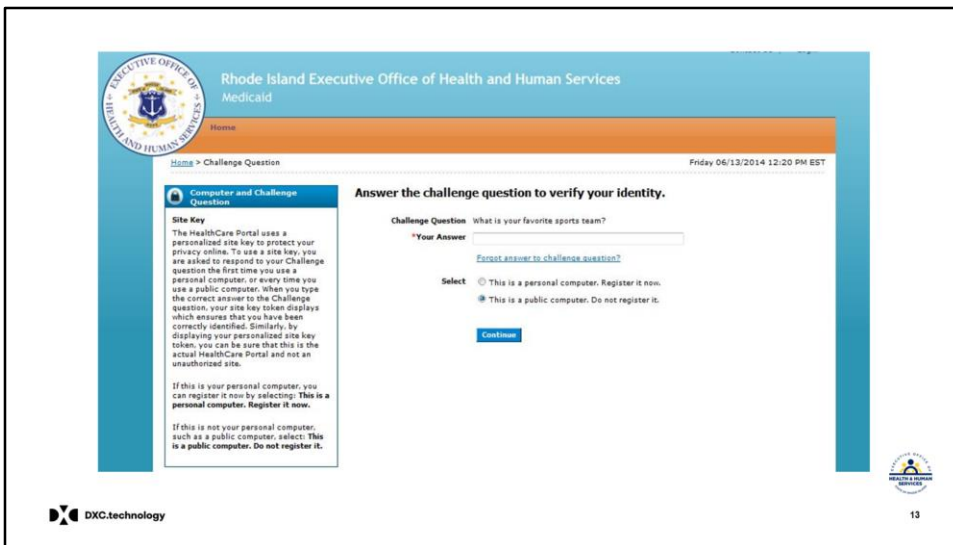 EXECUTIVE OFFICE OF
HEALTH AND HUMAN SERVICES
Rhode Island Executive Office of Health and Human Services
Medicaid
Home
Home > Challenge Question
Friday 06/13/2014 12:20 PM EST
Computer and Challenge
Question
Site Key
The HealthCare Portal uses a
personalized site key to protect your
privacy online. To use a site key, you
are asked to respond to your Challenge
question the first time you use a
personal computer, or every time you
use a public computer. When you type
the correct answer to the Challenge
question, your site key token displays
which ensures that you have been
correctly identified. Similarly, by
displaying your personalized site key
token, you can be sure that this is the
actual HealthCare Portal and not an
unauthorized site.
If this is your personal computer, you
can register it now by selecting: This is a
personal computer. Register it now.
If this is not your personal computer,
such as a public computer, select: This
is a public computer. Do not register it.
Answer the challenge question to verify your identity.
Challenge Question What is your favorite sports team?
*Your Answer
Forgot answer to challenge question?
Select This is a personal computer. Register it now.
This is a public computer. Do not register it.
Continue
HEALTH & HUMAN
SERVICES
DXC.technology
13